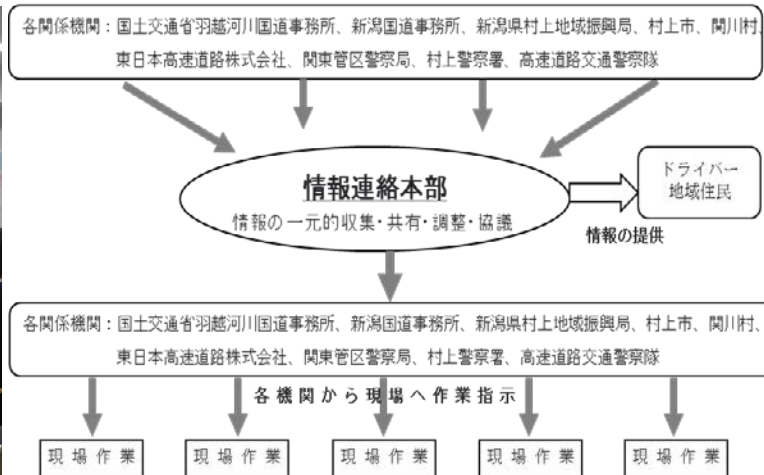 各関係機関：国土交通省羽越河川国道事務所、新潟国道事務所、新潟県村上地域振興局、村上市、関川村、
東日本高速道路株式会社、関東管区警察局、村上警察署、高速道路交通警察隊
情報連絡本部
情報の一元的収集・共有・調整・協議
ドライバー
地域住民
情報の提供
各関係機関：国土交通省羽越河川国道事務所、新潟国道事務所、新潟県村上地域振興局、村上市、関川村、
東日本高速道路株式会社、関東管区警察局、村上警察署、高速道路交通警察隊
各機関から現場へ作業指示
現場作業
現場作業
現場作業
現場作業
現場作業